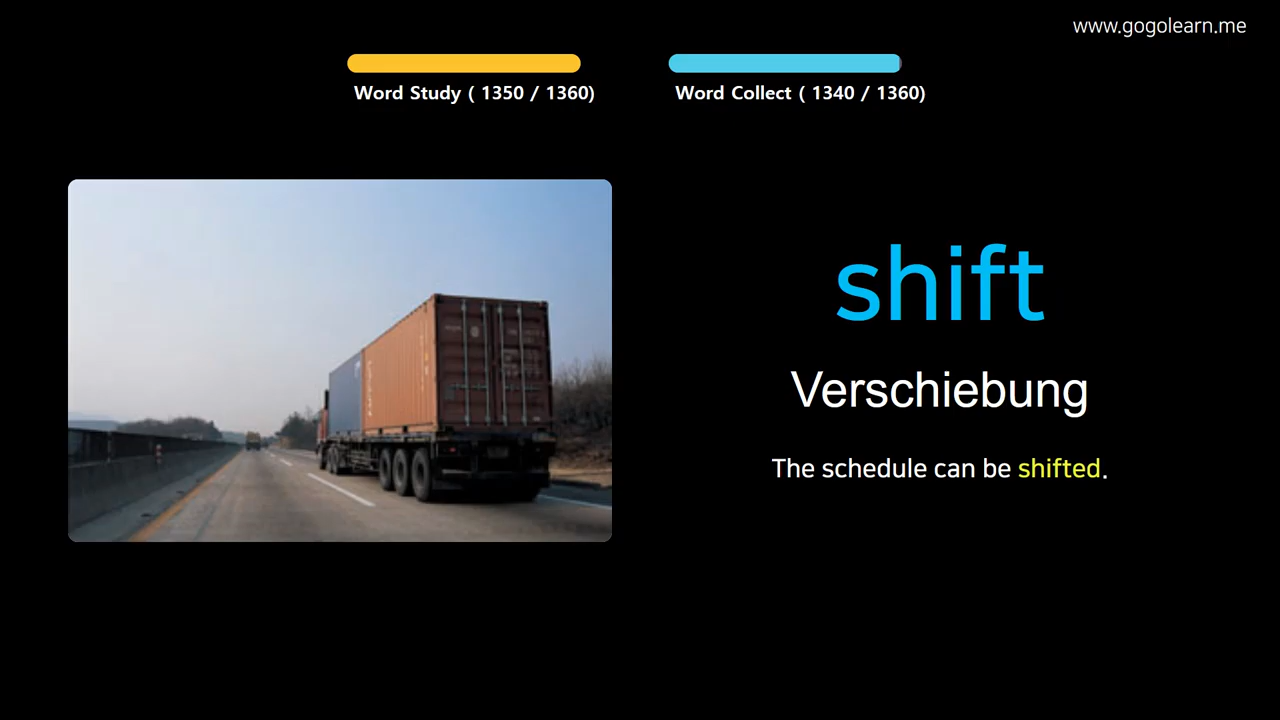 www.gogolearn.me
Word Study ( 1350 / 1360)
Word Collect ( 1340 / 1360)
shift
Verschiebung
The schedule can be shifted.